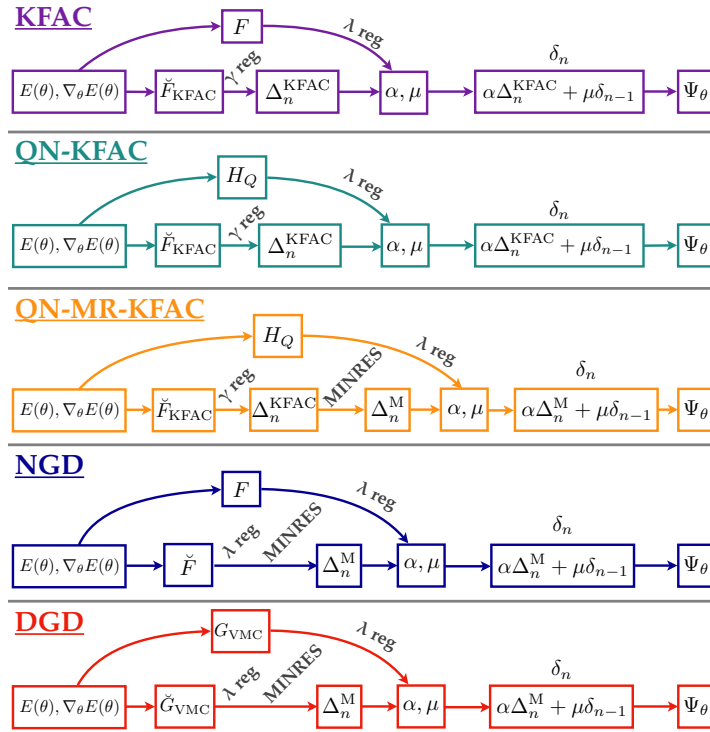 KFAC
F
λ reg
δ_n
E(θ), ∇_θE(θ)
F̆_KFAC
γ reg
Δ_n^KFAC
α, μ
αΔ_n^KFAC + μδ_{n−1}
Ψ_θ
QN-KFAC
H_Q
λ reg
δ_n
E(θ), ∇_θE(θ)
F̆_KFAC
γ reg
Δ_n^KFAC
α, μ
αΔ_n^KFAC + μδ_{n−1}
Ψ_θ
QN-MR-KFAC
H_Q
λ reg
δ_n
E(θ), ∇_θE(θ)
F̆_KFAC
γ reg
Δ_n^KFAC
MINRES
Δ_n^M
α, μ
αΔ_n^M + μδ_{n−1}
Ψ_θ
NGD
F
λ reg
δ_n
E(θ), ∇_θE(θ)
F̆
λ reg
MINRES
Δ_n^M
α, μ
αΔ_n^M + μδ_{n−1}
Ψ_θ
DGD
G_VMC
λ reg
δ_n
E(θ), ∇_θE(θ)
Ğ_VMC
λ reg
MINRES
Δ_n^M
α, μ
αΔ_n^M + μδ_{n−1}
Ψ_θ